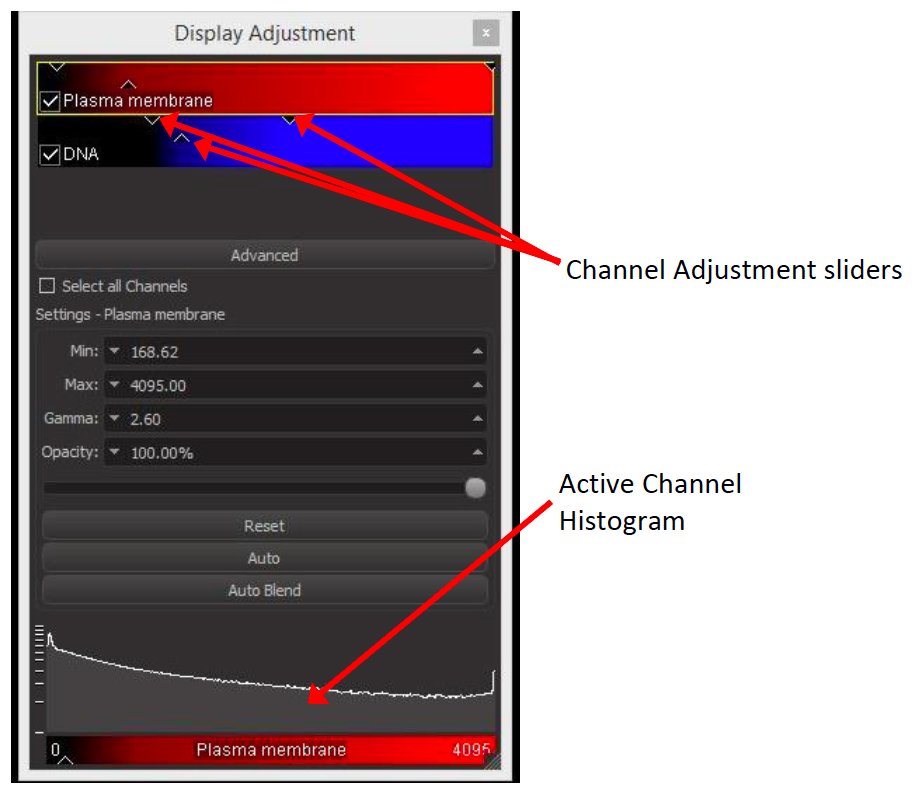 Display Adjustment
x
Plasma membrane
DNA
Channel Adjustment sliders
Advanced
Select all Channels
Settings - Plasma membrane
Min: 168.62
Max: 4095.00
Gamma: 2.60
Opacity: 100.00%
Active Channel
Histogram
Reset
Auto
Auto Blend
0 Plasma membrane 4095